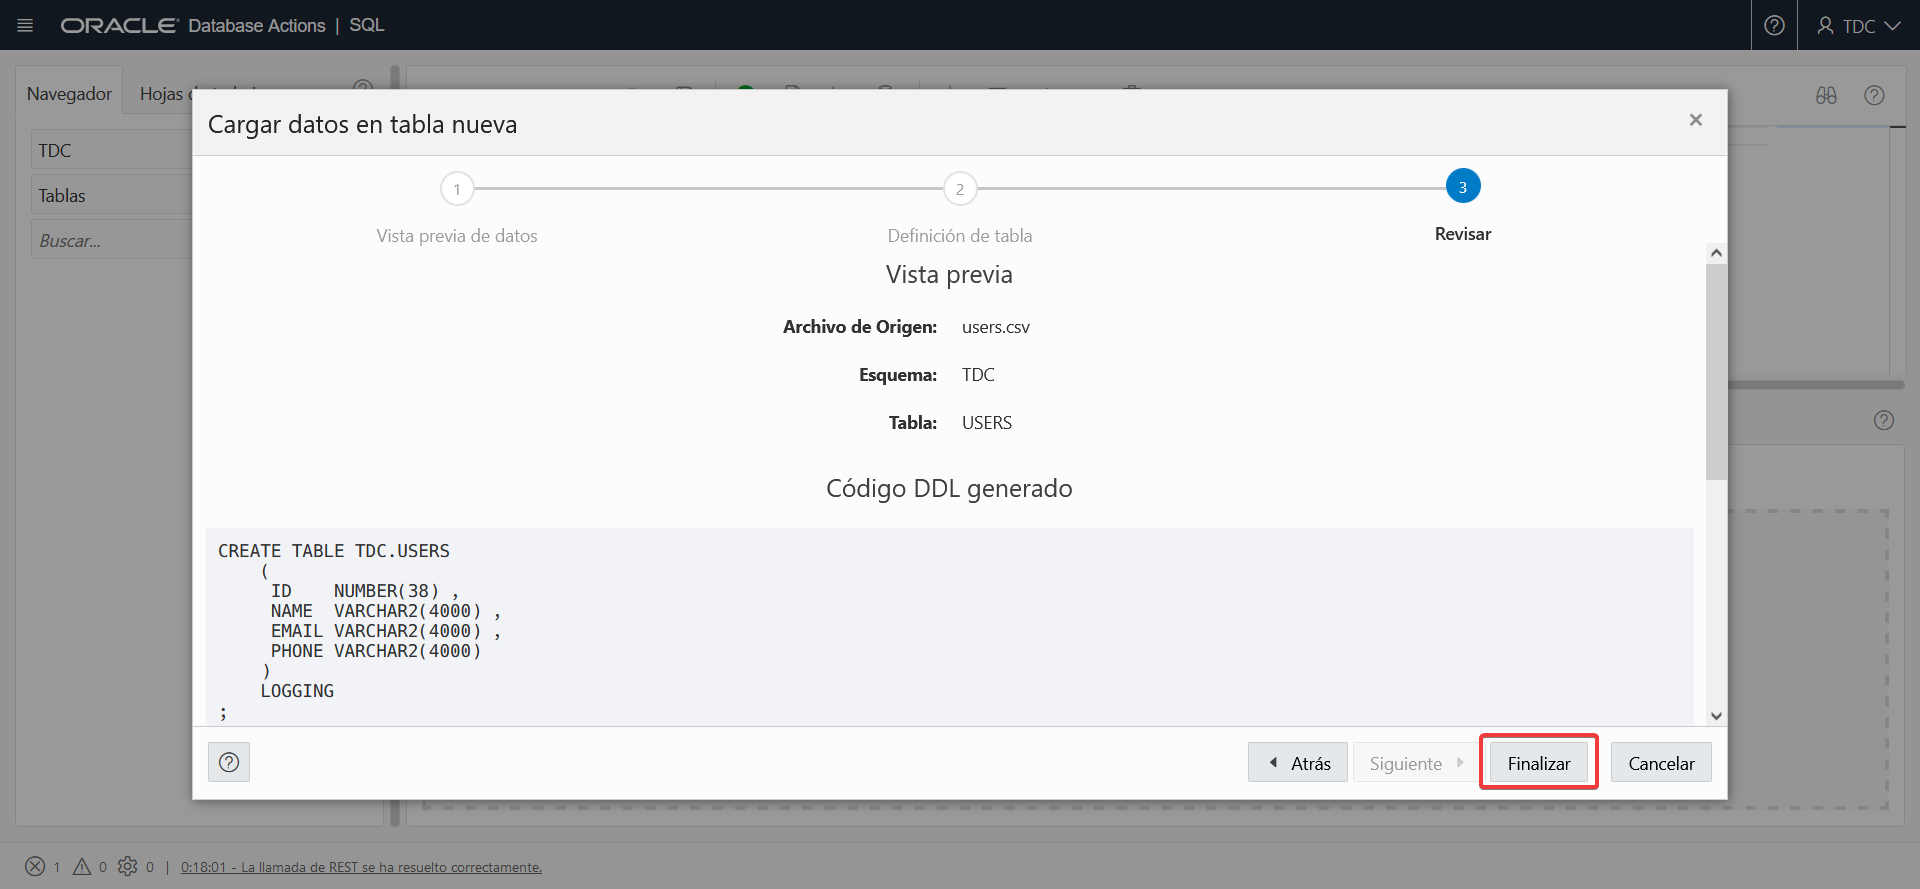 ORACLE Database Actions | SQL
TDC
Navegador
Hojas
TDC
Tablas
Buscar...
Cargar datos en tabla nueva
1
2
3
Vista previa de datos
Definición de tabla
Revisar
Vista previa
Archivo de Origen: users.csv
Esquema: TDC
Tabla: USERS
Código DDL generado
CREATE TABLE TDC.USERS
(
ID NUMBER(38) ,
NAME VARCHAR2(4000) ,
EMAIL VARCHAR2(4000) ,
PHONE VARCHAR2(4000)
)
LOGGING
;
Atrás
Siguiente
Finalizar
Cancelar
1 0 0 | 0:18:01 - La llamada de REST se ha resuelto correctamente.